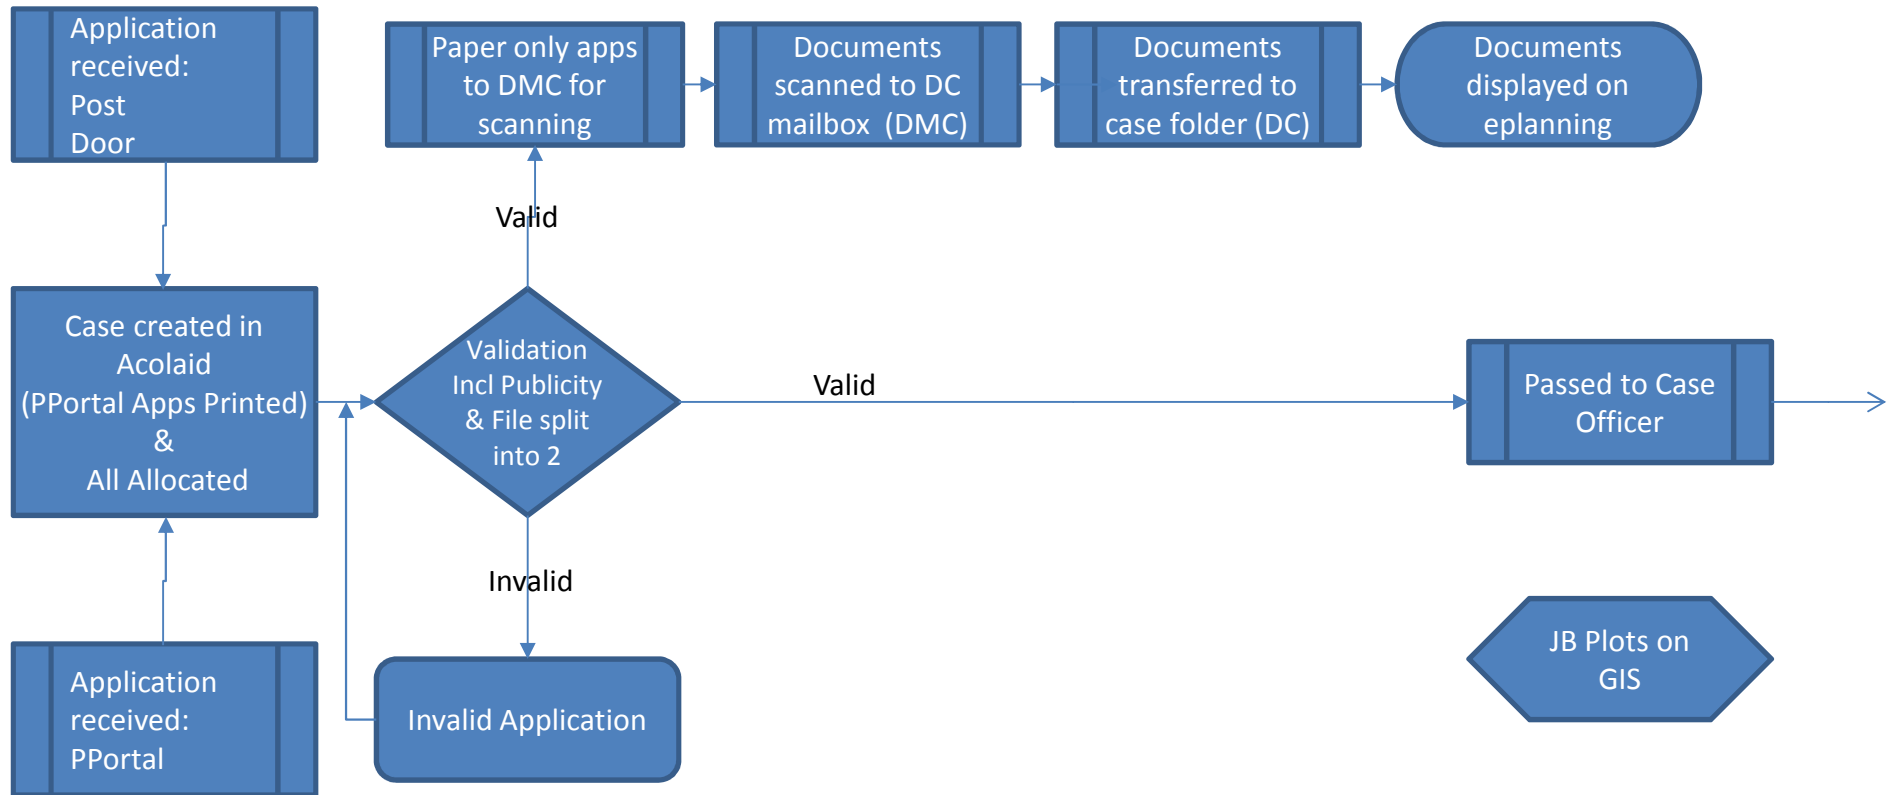 Application
received:
Post
Door
Paper only apps
to DMC for
scanning
Documents
scanned to DC
mailbox (DMC)
Documents
transferred to
case folder (DC)
Documents
displayed on
eplanning
Valid
Case created in
Acolaid
(PPortal Apps Printed)
&
All Allocated
Validation
Incl Publicity
& File split
into 2
Valid
Passed to Case
Officer
Invalid
JB Plots on
GIS
Application
received:
PPortal
Invalid Application